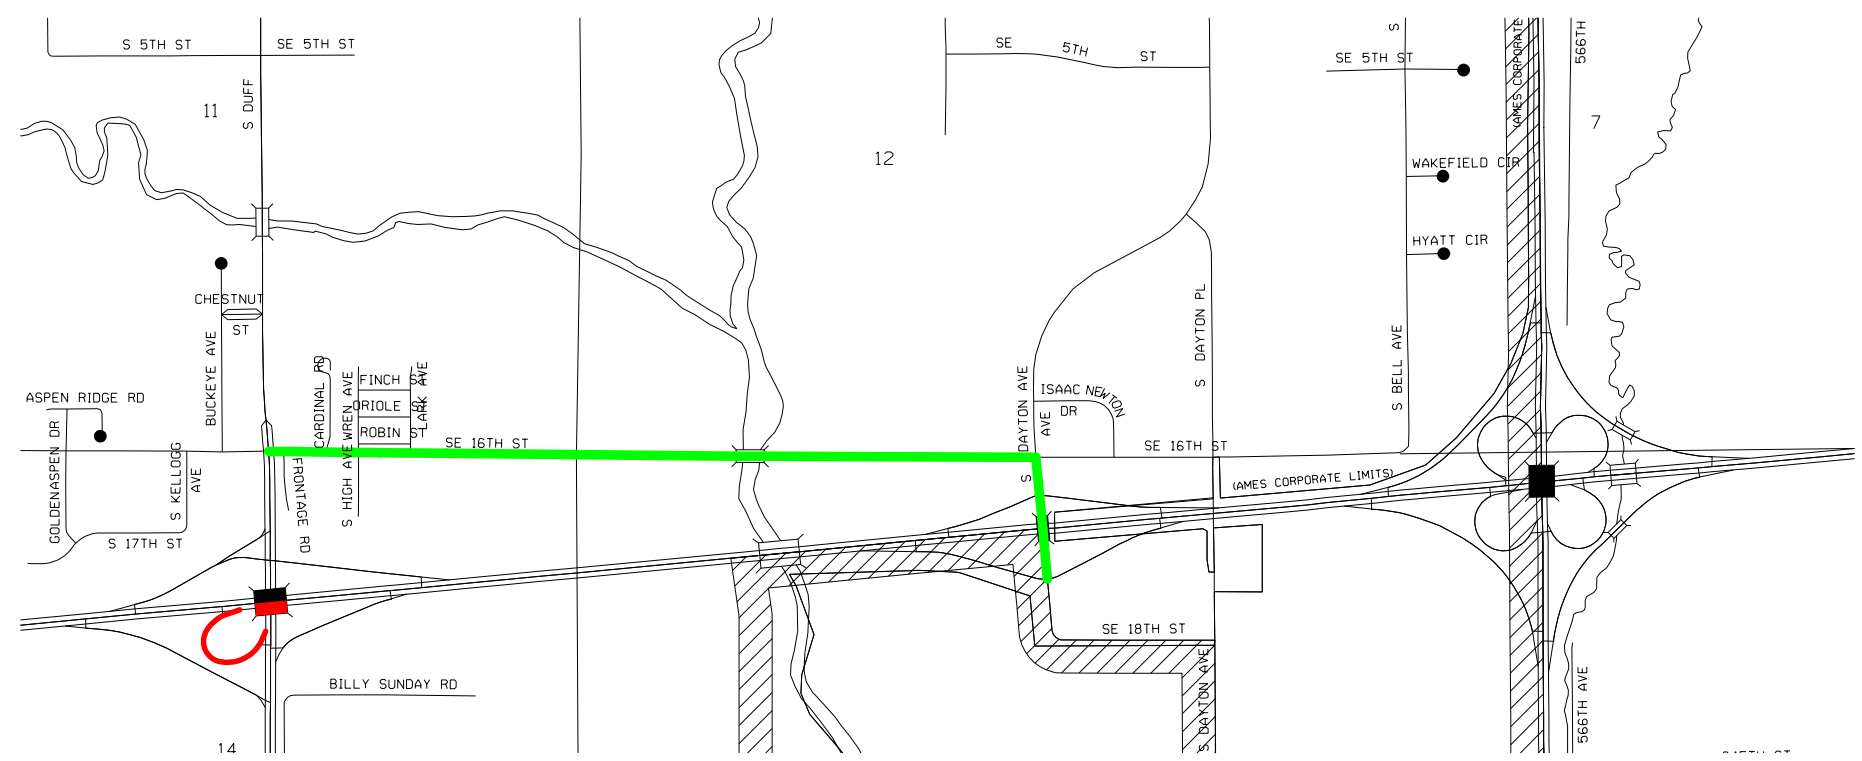 S 5TH ST
SE 5TH ST
SE 5TH ST
SE 5TH ST
S
(AMES CORPORATE
566TH
S DUFF
11
12
7
WAKEFIELD CIR
HYATT CIR
CHESTNUT
ST
BUCKEYE AVE
ASPEN RIDGE RD
GOLDENASPEN DR
S KELLOGG
AVE
S 17TH ST
CARDINAL RD
S HIGH AVE
WREN AVE
FINCH ST
ORIOLE ST
ROBIN ST
LARK AVE
FRONTAGE RD
SE 16TH ST
S DAYTON AVE
ISAAC NEWTON
DR
AVE
S DAYTON PL
S BELL AVE
SE 16TH ST
(AMES CORPORATE LIMITS)
SE 18TH ST
S DAYTON AVE
BILLY SUNDAY RD
14
566TH AVE